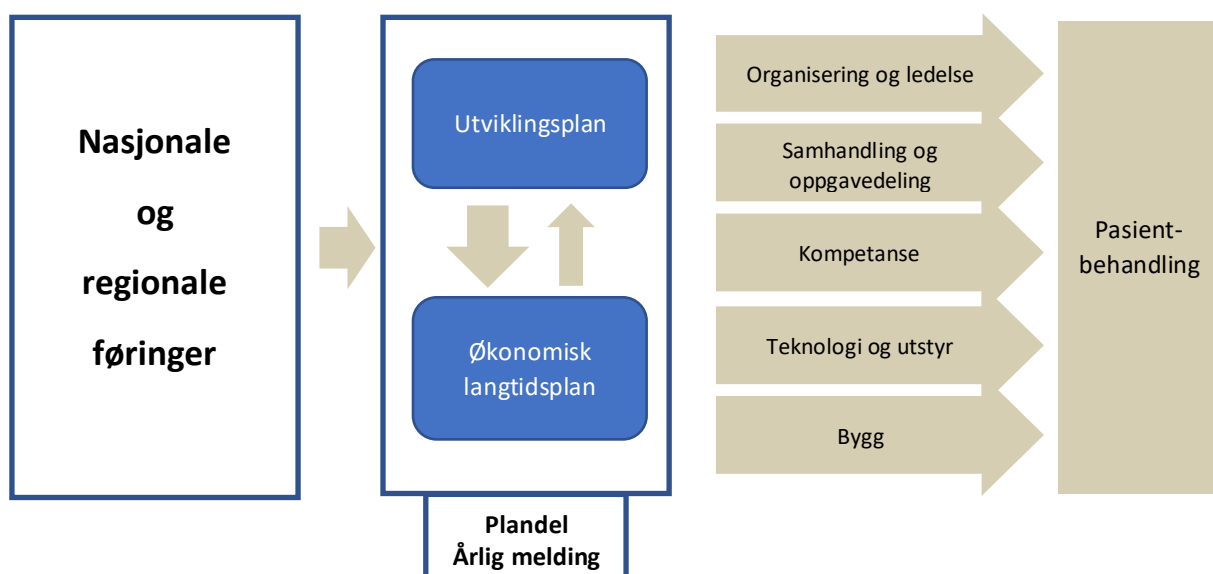 Nasjonale
og
regionale
føringer
Utviklingsplan
Økonomisk
langtidsplan
Plandel
Årlig melding
Organisering og ledelse
Samhandling og
oppgavedeling
Kompetanse
Teknologi og utstyr
Bygg
Pasient-
behandling